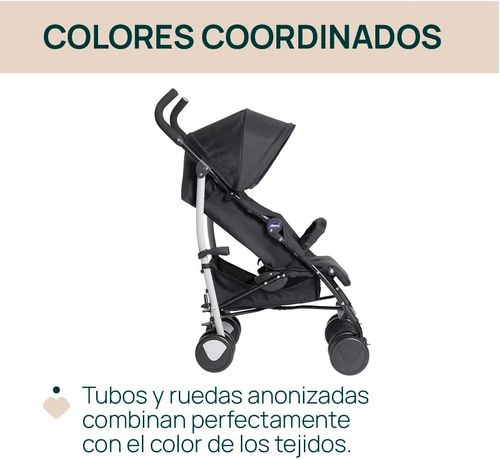 COLORES COORDINADOS
Tubos y ruedas anonizadas
combinan perfectamente
con el color de los tejidos.